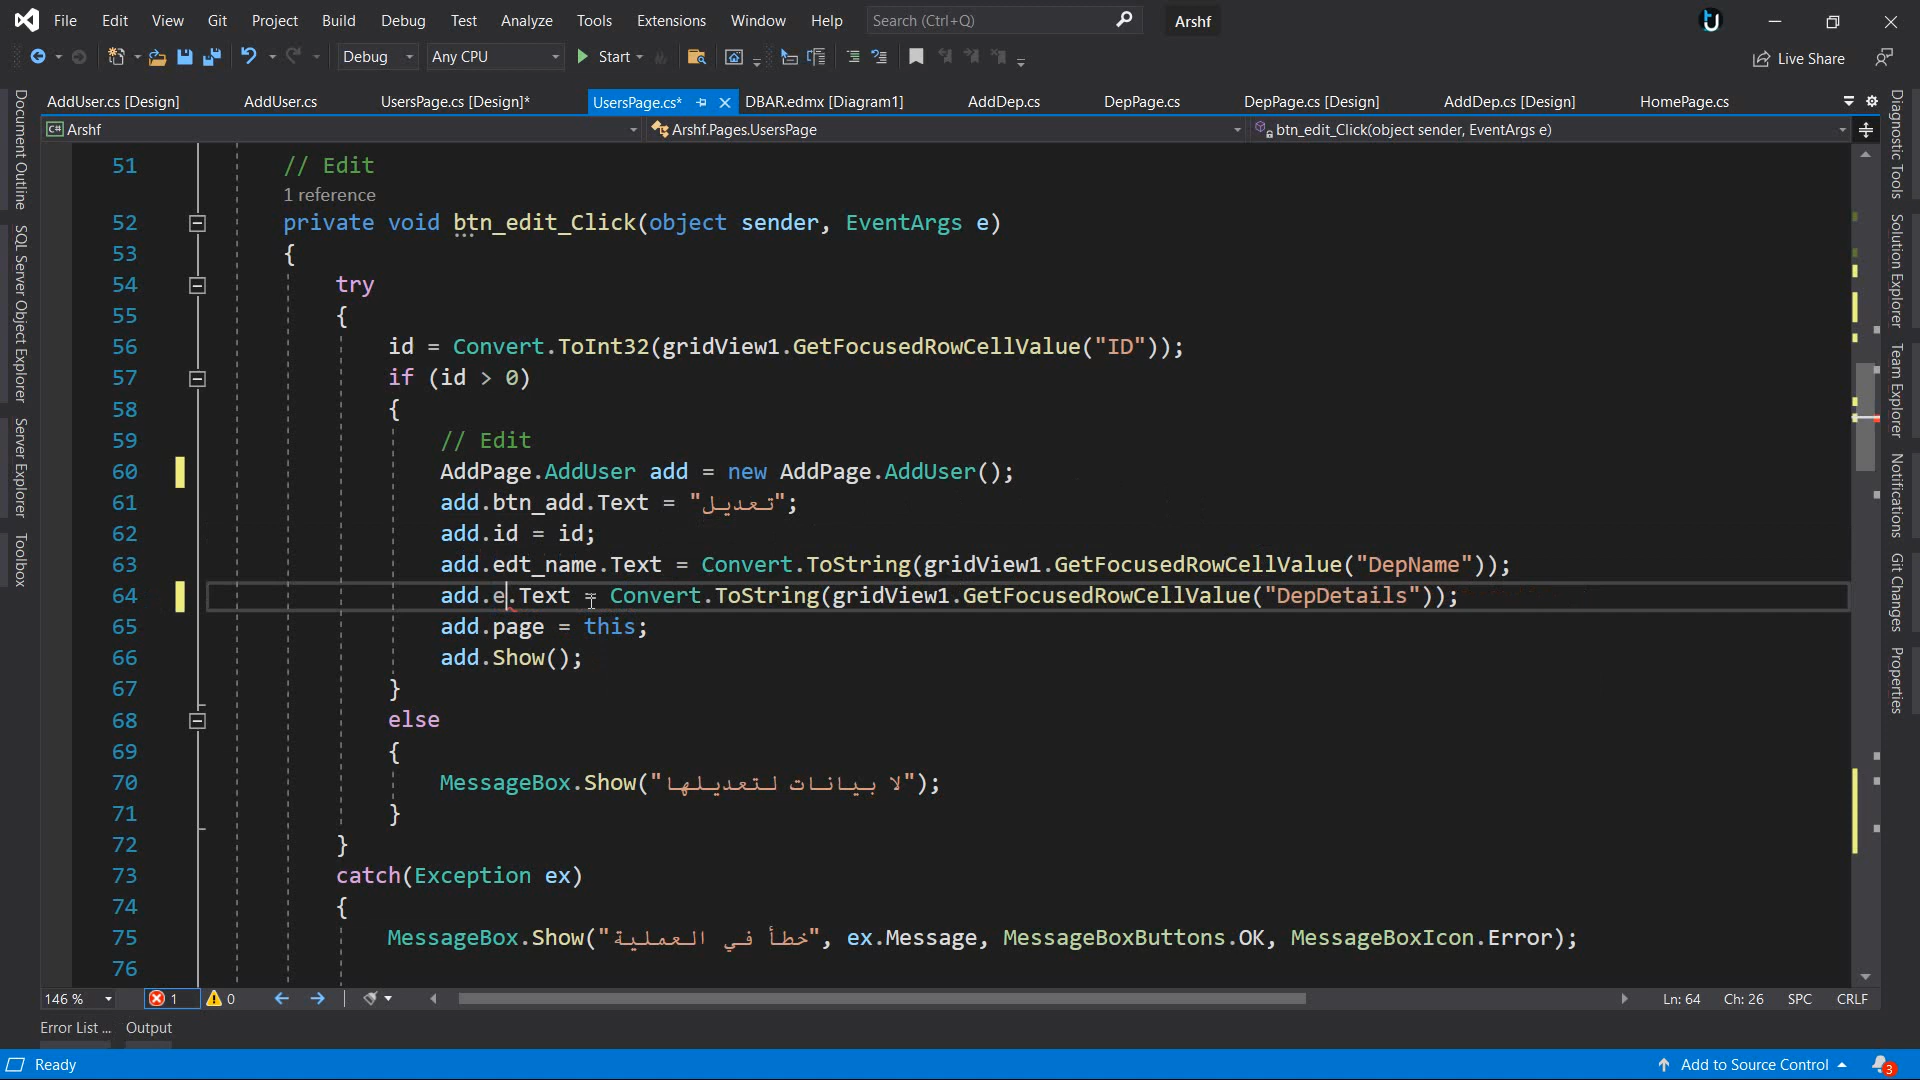 File Edit View Git Project Build Debug Test Analyze Tools Extensions Window Help Search (Ctrl+Q) Arshf
Debug Any CPU Start Live Share
AddUser.cs [Design] AddUser.cs UsersPage.cs [Design]* UsersPage.cs* DBAR.edmx [Diagram1] AddDep.cs DepPage.cs DepPage.cs [Design] AddDep.cs [Design] HomePage.cs
C# Arshf Arshf.Pages.UsersPage btn_edit_Click(object sender, EventArgs e)
Document Outline
SQL Server Object Explorer
Server Explorer
Toolbox
51 // Edit
1 reference
52 private void btn_edit_Click(object sender, EventArgs e)
53 {
54 try
55 {
56 id = Convert.ToInt32(gridView1.GetFocusedRowCellValue("ID"));
57 if (id > 0)
58 {
59 // Edit
60 AddPage.AddUser add = new AddPage.AddUser();
61 add.btn_add.Text = "تعديل";
62 add.id = id;
63 add.edt_name.Text = Convert.ToString(gridView1.GetFocusedRowCellValue("DepName"));
64 add.e.Text = Convert.ToString(gridView1.GetFocusedRowCellValue("DepDetails"));
65 add.page = this;
66 add.Show();
67 }
68 else
69 {
70 MessageBox.Show("لا بيانات لتعديلها");
71 }
72 }
73 catch(Exception ex)
74 {
75 MessageBox.Show("خطأ في العملية", ex.Message, MessageBoxButtons.OK, MessageBoxIcon.Error);
76
Diagnostic Tools
Solution Explorer
Team Explorer
Notifications
Git Changes
Properties
146 % 1 0 Ln: 64 Ch: 26 SPC CRLF
Error List ... Output
Ready Add to Source Control 3